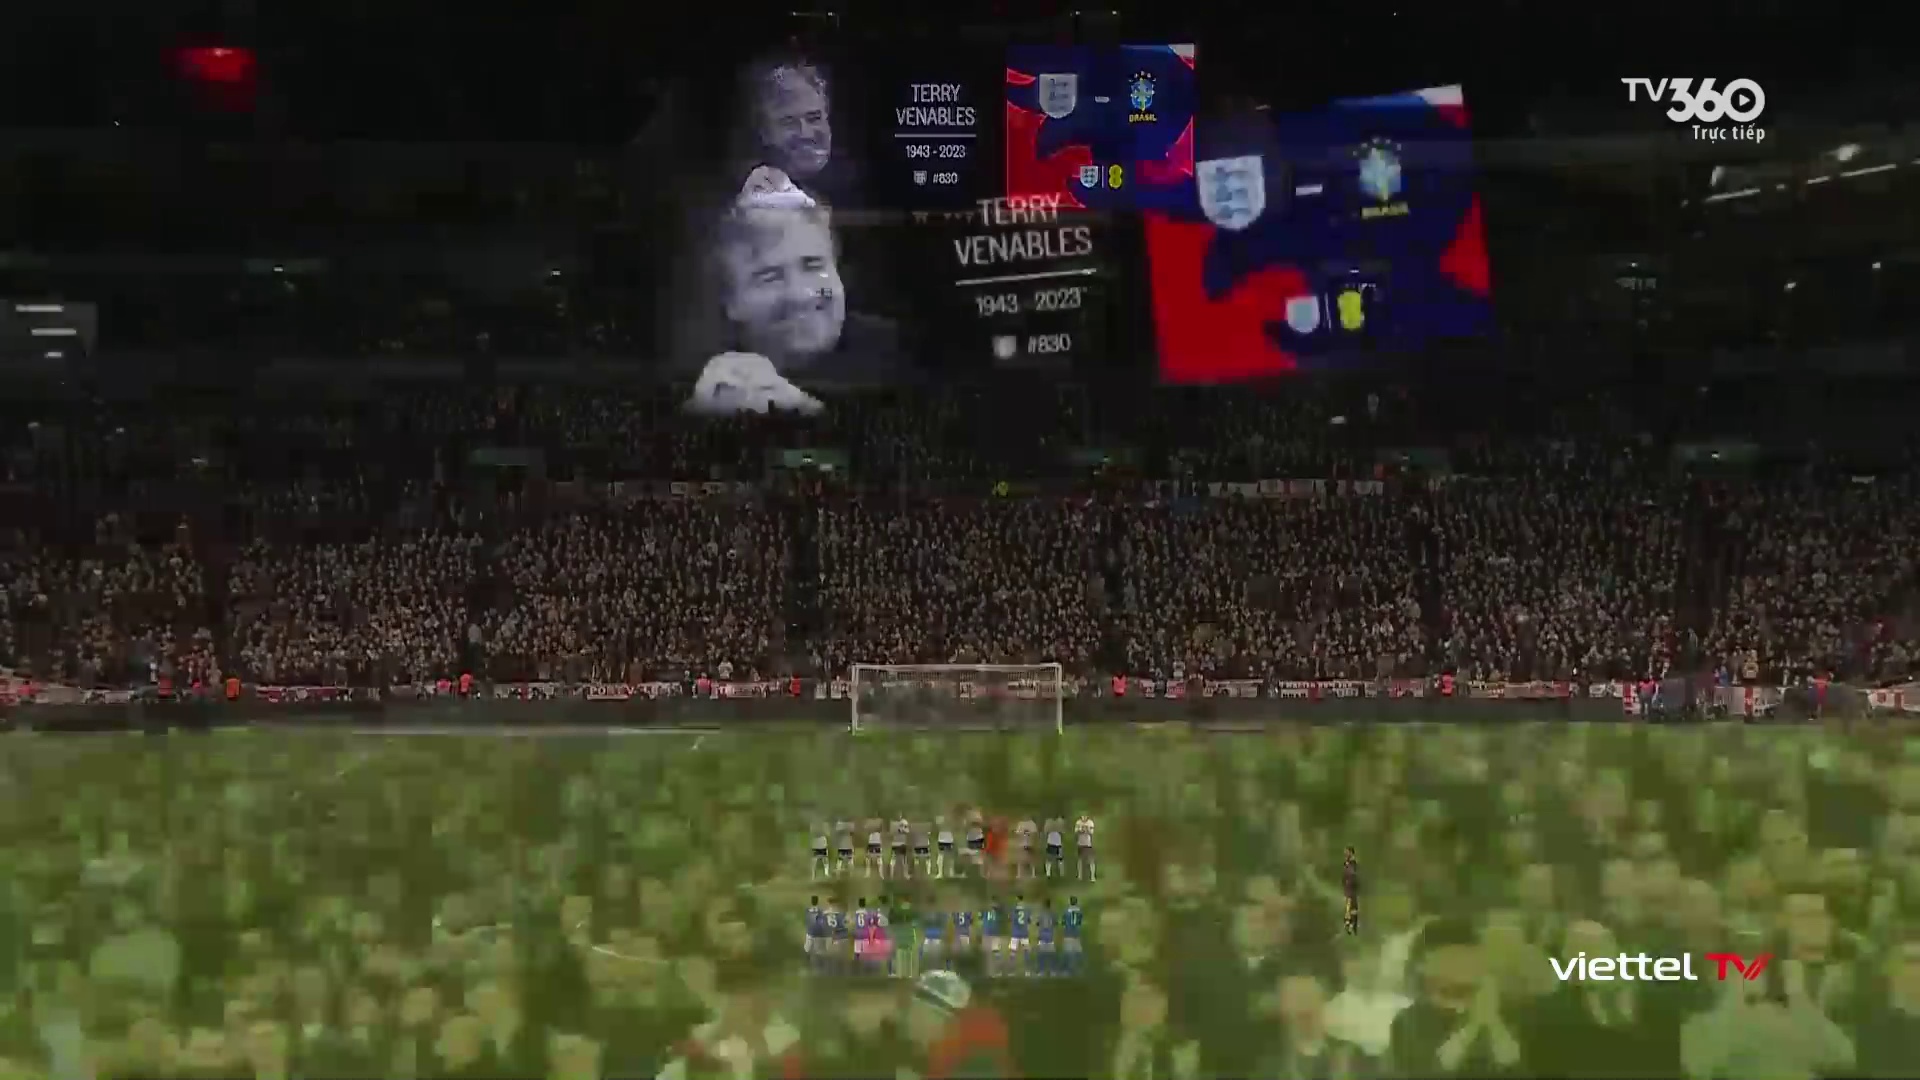 TERRY
VENABLES
1943 - 2023
#830
BRASIL
TV360
Trực tiếp
TERRY
VENABLES
1943 2023
#830
BRASIL
viettel TV